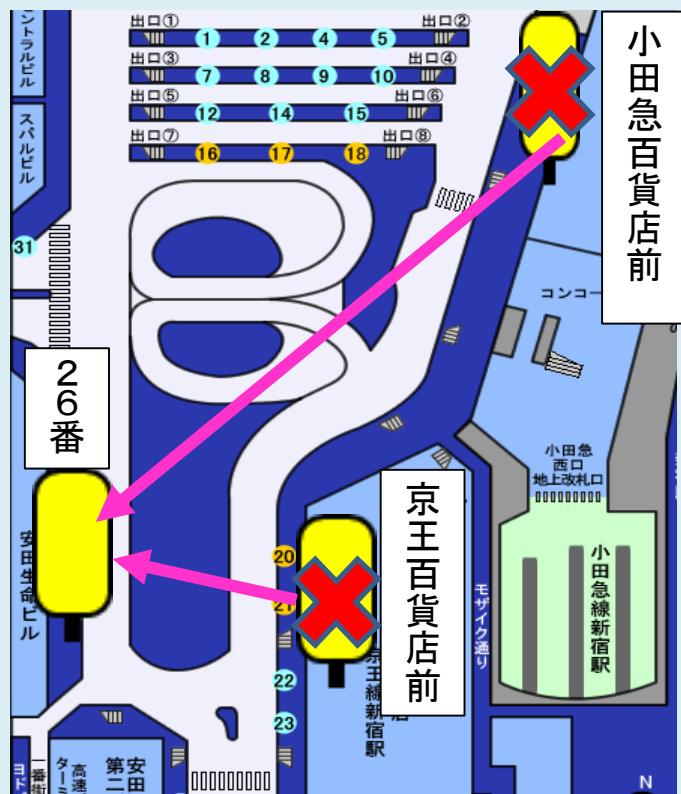 出口①
1
2
4
5
出口②
出口③
7
8
9
10
出口④
出口⑤
12
14
15
出口⑥
出口⑦
16
17
18
出口⑧
ントラルビル
スバルビル
31
小田急百貨店前
コンコー
26番
安田生命ビル
小田急
西口
地上改札口
小田急線新宿駅
京王百貨店前
20
21
22
23
京王線新宿駅
店
モザイク通り
ヨド
一番街
高速
ターミ
安田
第二
N